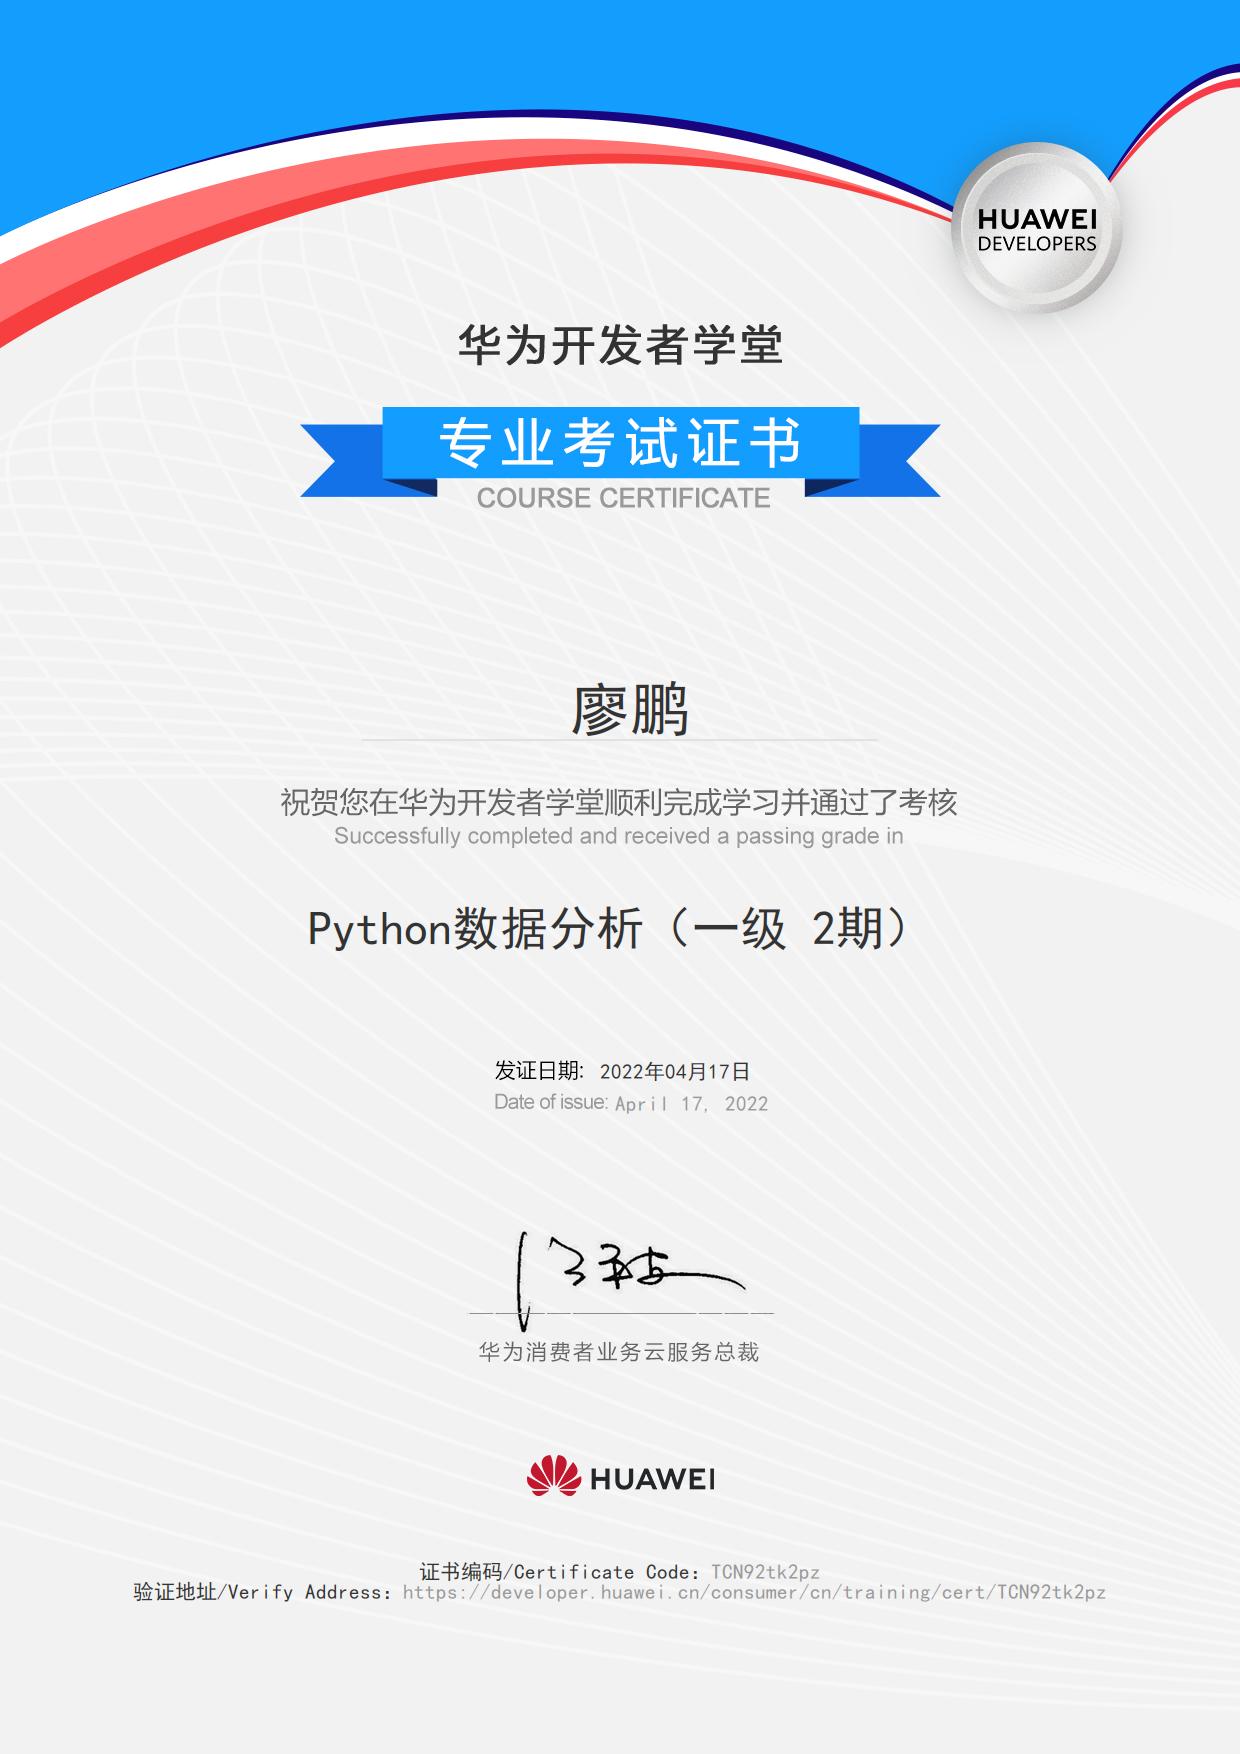 HUAWEI
DEVELOPERS
华为开发者学堂
专业考试证书
COURSE CERTIFICATE
廖鹏
祝贺您在华为开发者学堂顺利完成学习并通过了考核
Successfully completed and received a passing grade in
Python数据分析（一级 2期）
发证日期: 2022年04月17日
Date of issue: April 17, 2022
华为消费者业务云服务总裁
HUAWEI
证书编码/Certificate Code: TCN92tk2pz
验证地址/Verify Address: https://developer.huawei.cn/consumer/cn/training/cert/TCN92tk2pz